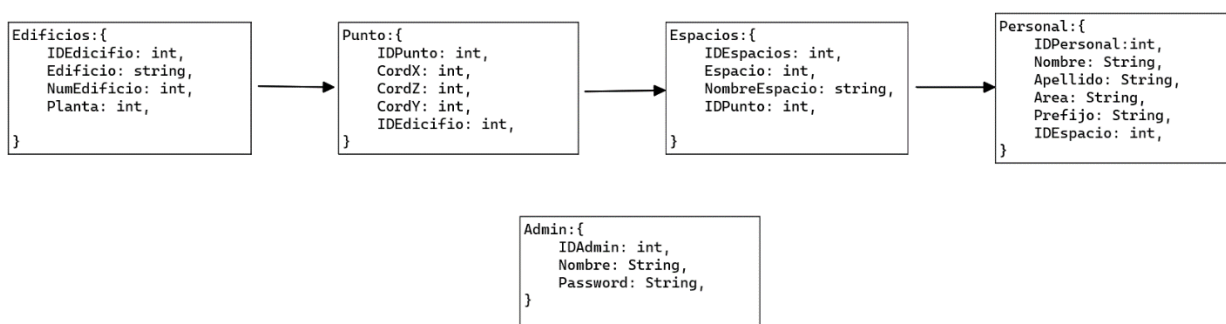 Edificios:{
IDEdicifio: int,
Edificio: string,
NumEdificio: int,
Planta: int,
}
Punto:{
IDPunto: int,
CordX: int,
CordZ: int,
CordY: int,
IDEdicifio: int,
}
Espacios:{
IDEspacios: int,
Espacio: int,
NombreEspacio: string,
IDPunto: int,
}
Personal:{
IDPersonal:int,
Nombre: String,
Apellido: String,
Area: String,
Prefijo: String,
IDEspacio: int,
}
Admin:{
IDAdmin: int,
Nombre: String,
Password: String,
}